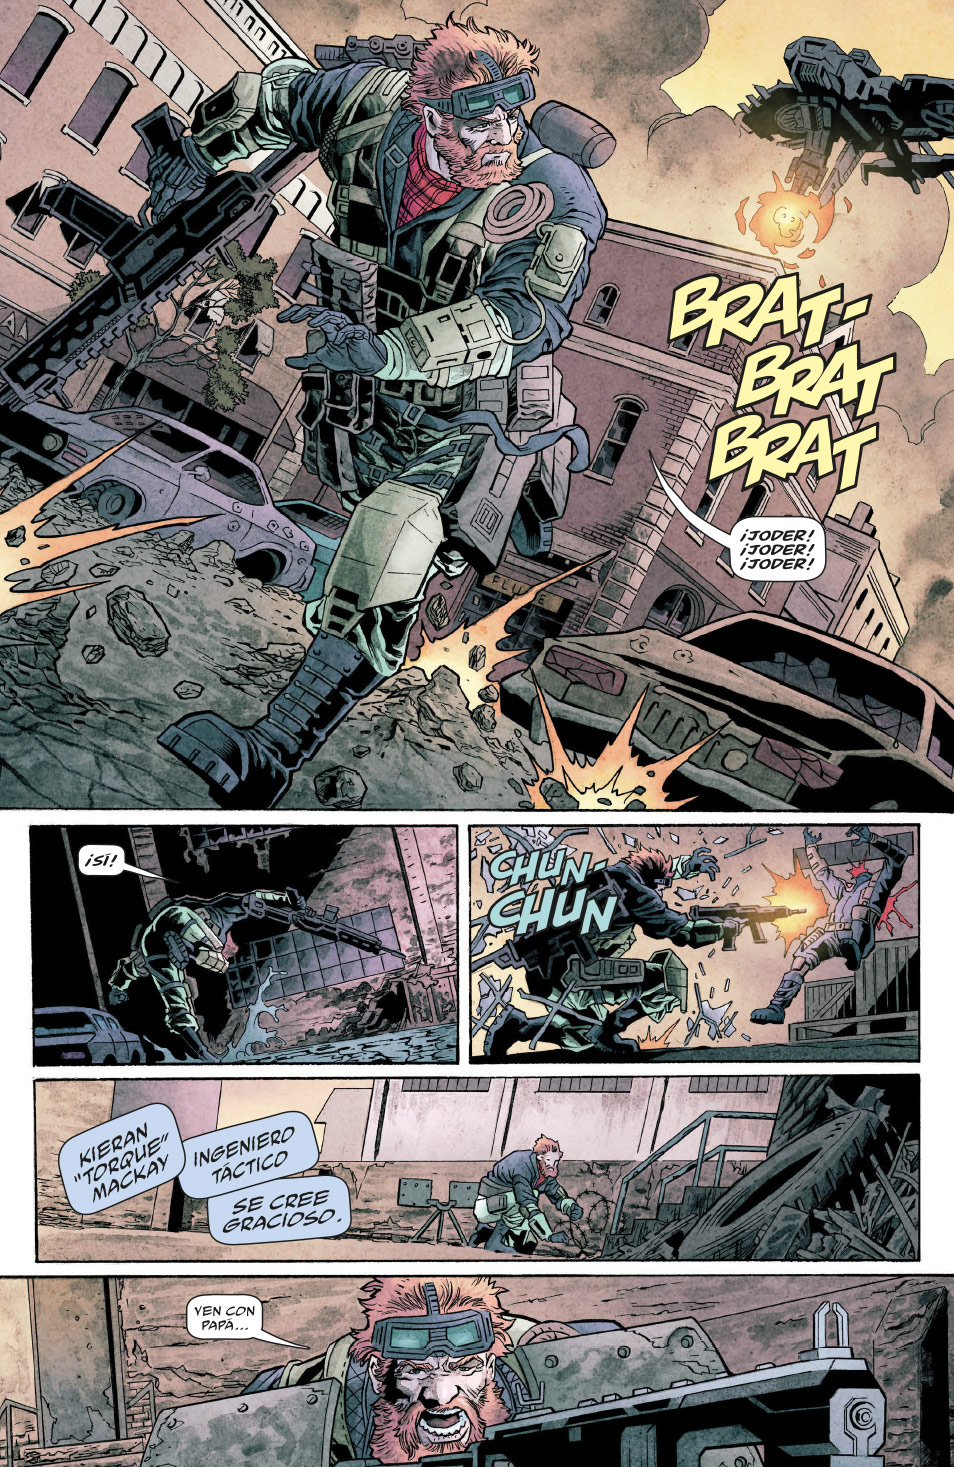 BRAT-
BRAT
BRAT
¡JODER!
¡JODER!
¡JODER!
¡SÍ!
CHUN-
CHUN
KIERAN
"TORQUE"
MACKAY
INGENIERO
TÁCTICO
SE CREE
GRACIOSO.
VEN CON
PAPÁ...